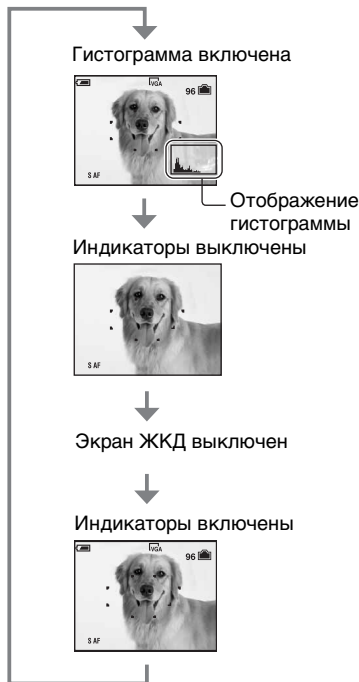 Гистограмма включена
VGA
96
S AF
Отображение
гистограммы
Индикаторы выключены
S AF
Экран ЖКД выключен
Индикаторы включены
VGA
96
S AF